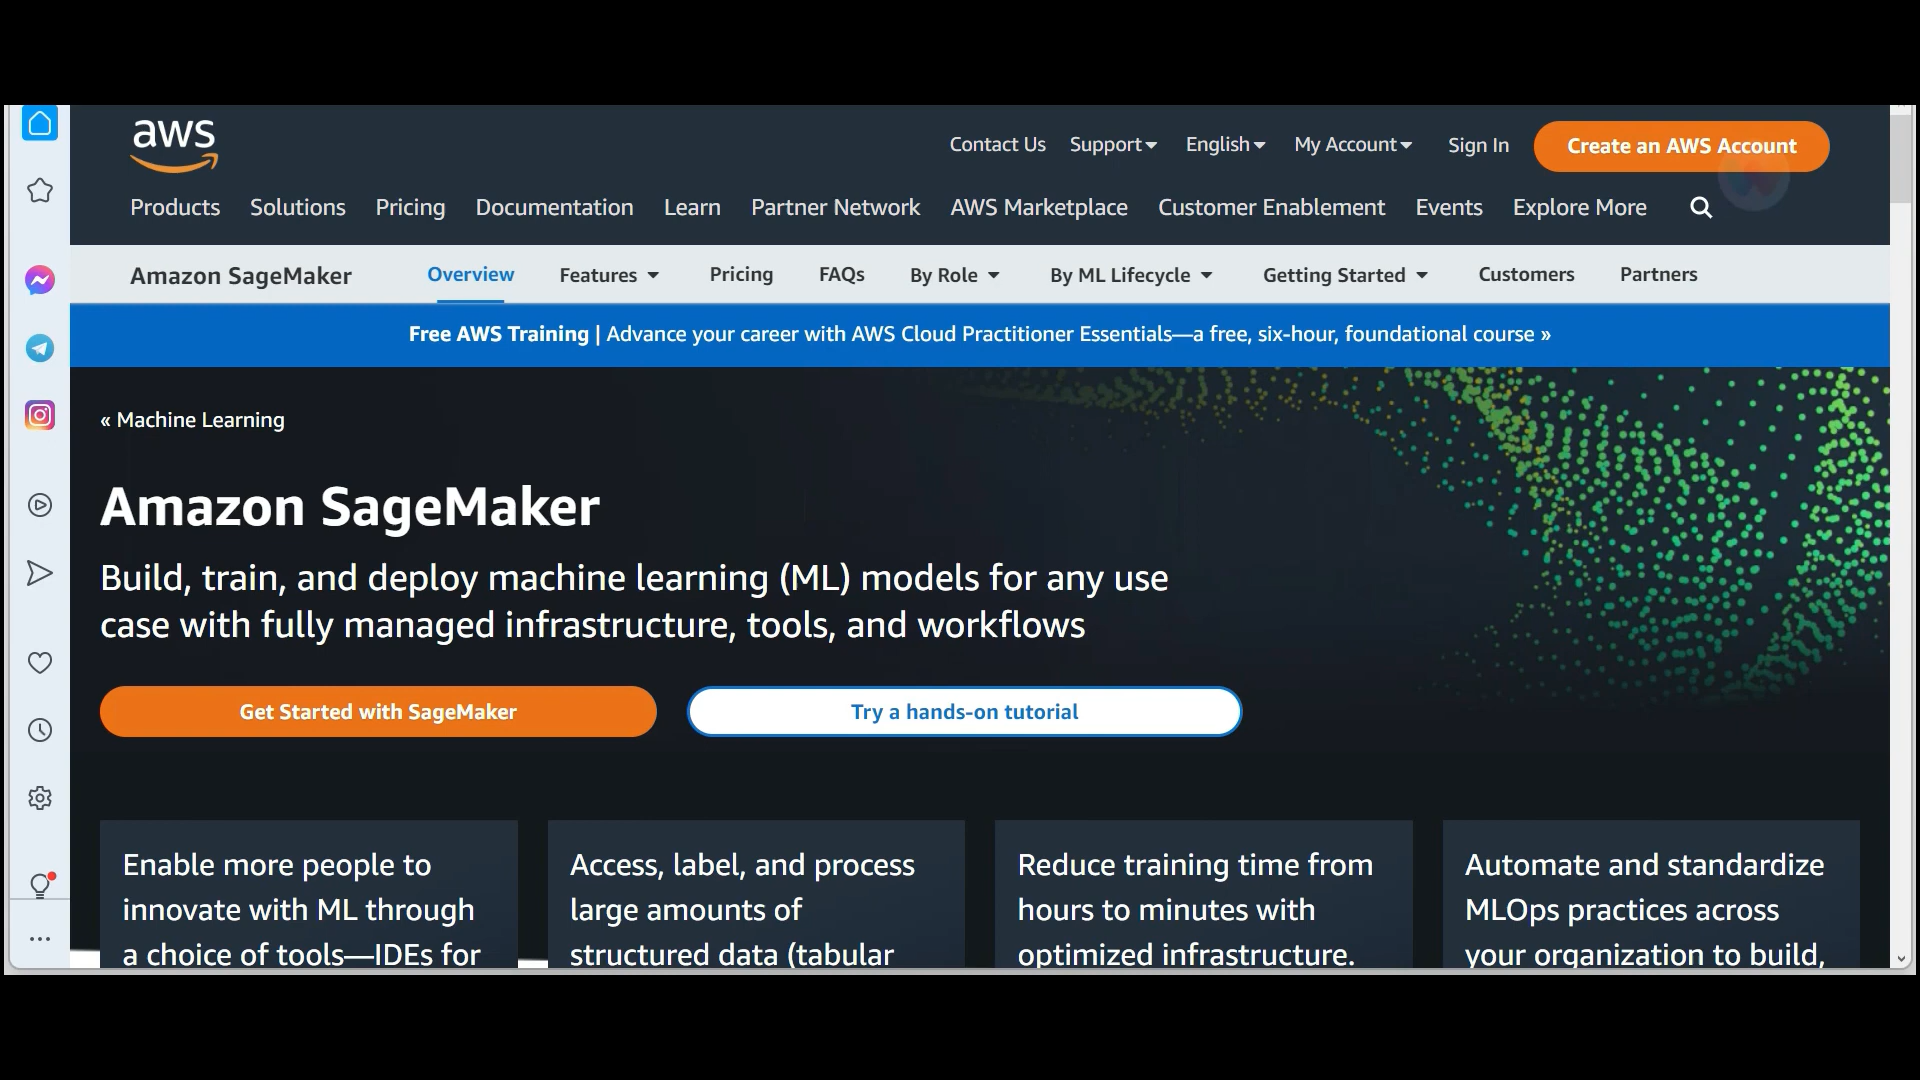 aws
Contact Us Support English My Account Sign In Create an AWS Account
Products Solutions Pricing Documentation Learn Partner Network AWS Marketplace Customer Enablement Events Explore More
Amazon SageMaker Overview Features Pricing FAQs By Role By ML Lifecycle Getting Started Customers Partners
Free AWS Training | Advance your career with AWS Cloud Practitioner Essentials—a free, six-hour, foundational course »
« Machine Learning
Amazon SageMaker
Build, train, and deploy machine learning (ML) models for any use
case with fully managed infrastructure, tools, and workflows
Get Started with SageMaker Try a hands-on tutorial
Enable more people to
innovate with ML through
a choice of tools—IDEs for
Access, label, and process
large amounts of
structured data (tabular
Reduce training time from
hours to minutes with
optimized infrastructure.
Automate and standardize
MLOps practices across
your organization to build,